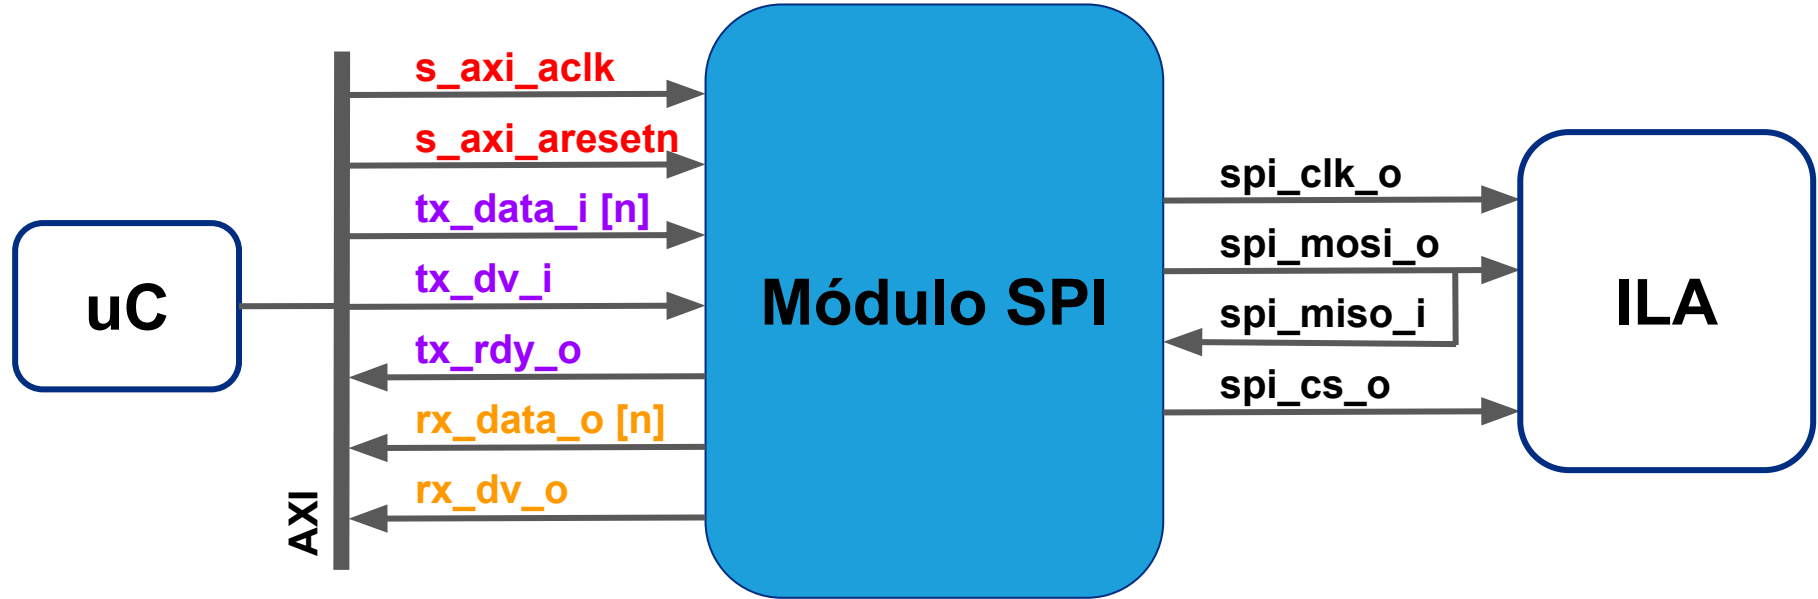 uC
AXI
s_axi_aclk
s_axi_aresetn
tx_data_i [n]
tx_dv_i
tx_rdy_o
rx_data_o [n]
rx_dv_o
Módulo SPI
spi_clk_o
spi_mosi_o
spi_miso_i
spi_cs_o
ILA